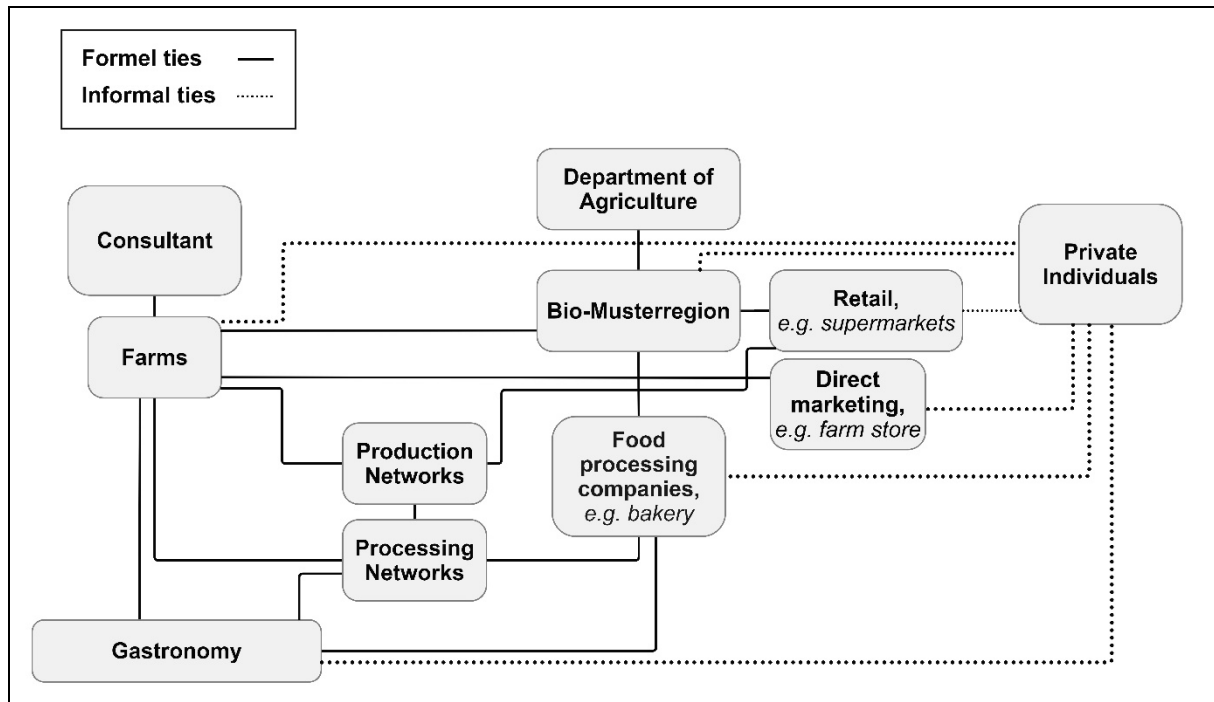 Formel ties
Informal ties
Department of
Agriculture
Consultant
Private
Individuals
Bio-Musterregion
Retail,
e.g. supermarkets
Farms
Direct
marketing,
e.g. farm store
Production
Networks
Food
processing
companies,
e.g. bakery
Processing
Networks
Gastronomy